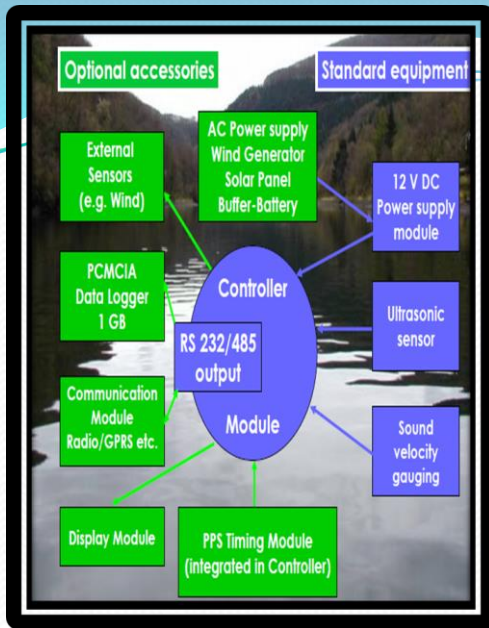 Optional accessories
Standard equipment
External
Sensors
(e.g. Wind)
AC Power supply
Wind Generator
Solar Panel
Buffer-Battery
12 V DC
Power supply
module
PCMCIA
Data Logger
1 GB
Controller
RS 232/485
output
Module
Ultrasonic
sensor
Communication
Module
Radio/GPRS etc.
Sound
velocity
gauging
Display Module
PPS Timing Module
(integrated in Controller)